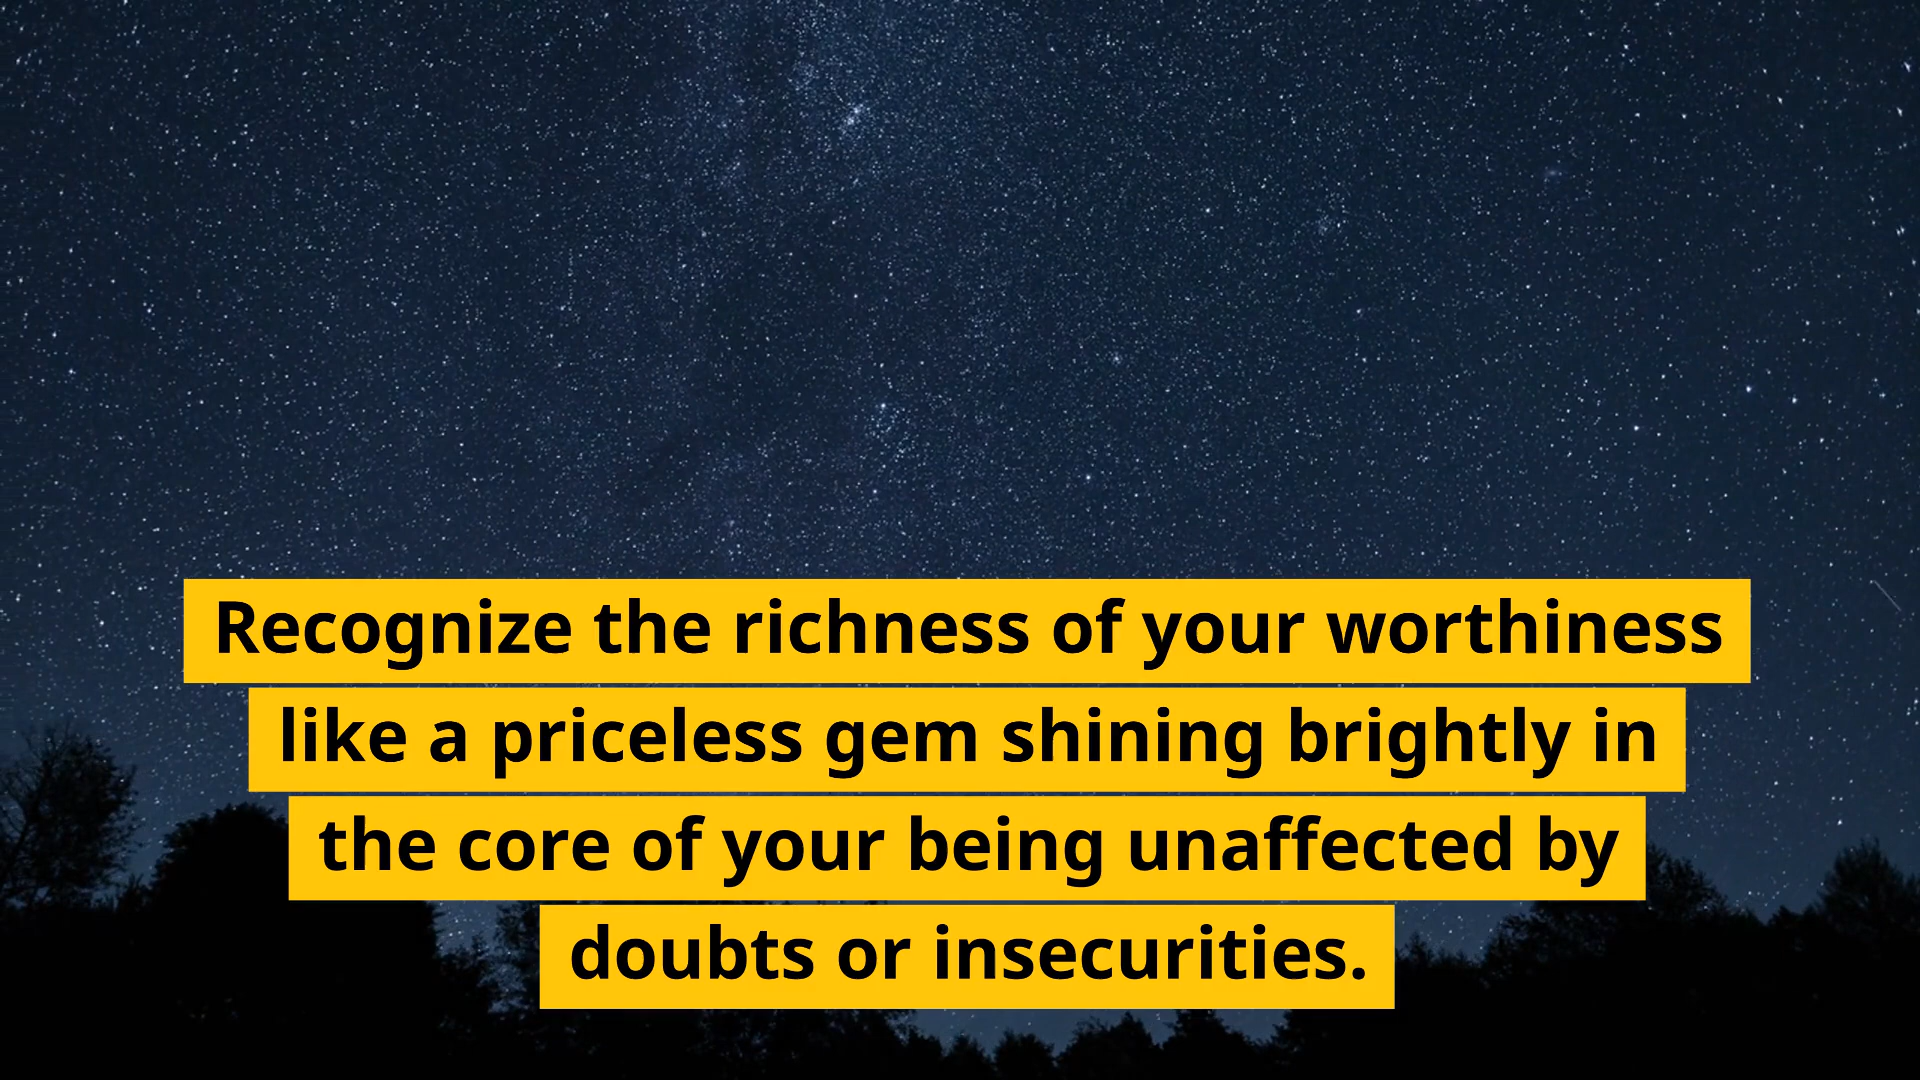 Recognize the richness of your worthiness
like a priceless gem shining brightly in
the core of your being unaffected by
doubts or insecurities.